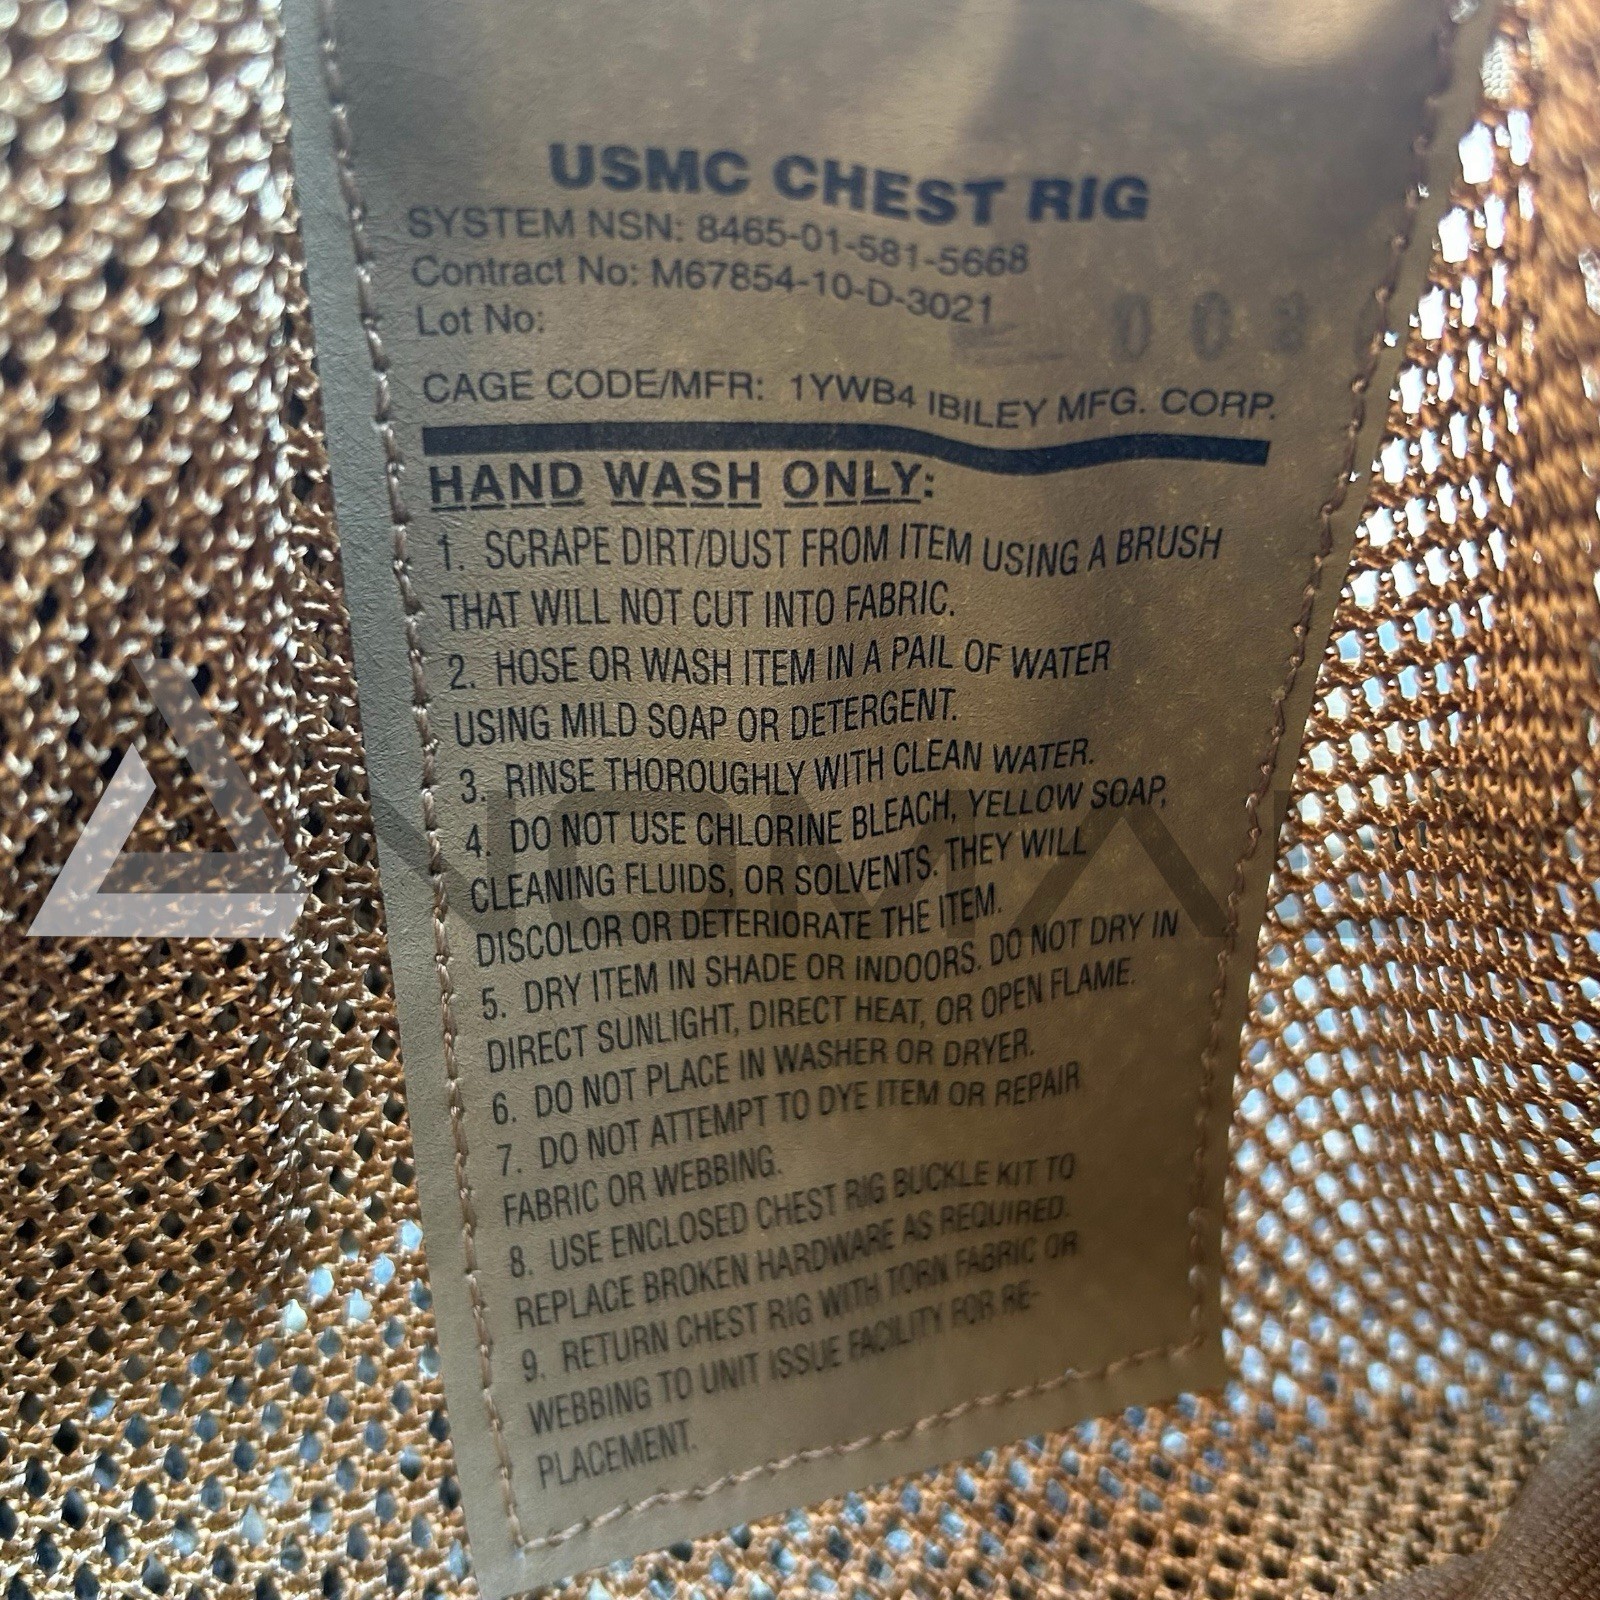 USMC CHEST RIG
SYSTEM NSN: 8465-01-581-5668
Contract No: M67854-10-D-3021
Lot No:
CAGE CODE/MFR: 1YWB4 IBILEY MFG. CORP.
HAND WASH ONLY:
1. SCRAPE DIRT/DUST FROM ITEM USING A BRUSH
THAT WILL NOT CUT INTO FABRIC.
2. HOSE OR WASH ITEM IN A PAIL OF WATER
USING MILD SOAP OR DETERGENT.
3. RINSE THOROUGHLY WITH CLEAN WATER.
4. DO NOT USE CHLORINE BLEACH, YELLOW SOAP,
CLEANING FLUIDS, OR SOLVENTS. THEY WILL
DISCOLOR OR DETERIORATE THE ITEM.
5. DRY ITEM IN SHADE OR INDOORS. DO NOT DRY IN
DIRECT SUNLIGHT, DIRECT HEAT, OR OPEN FLAME.
6. DO NOT PLACE IN WASHER OR DRYER.
7. DO NOT ATTEMPT TO DYE ITEM OR REPAIR
FABRIC OR WEBBING.
8. USE ENCLOSED CHEST RIG BUCKLE KIT TO
REPLACE BROKEN HARDWARE AS REQUIRED.
9. RETURN CHEST RIG WITH TORN FABRIC OR
WEBBING TO UNIT ISSUE FACILITY FOR RE-
PLACEMENT.